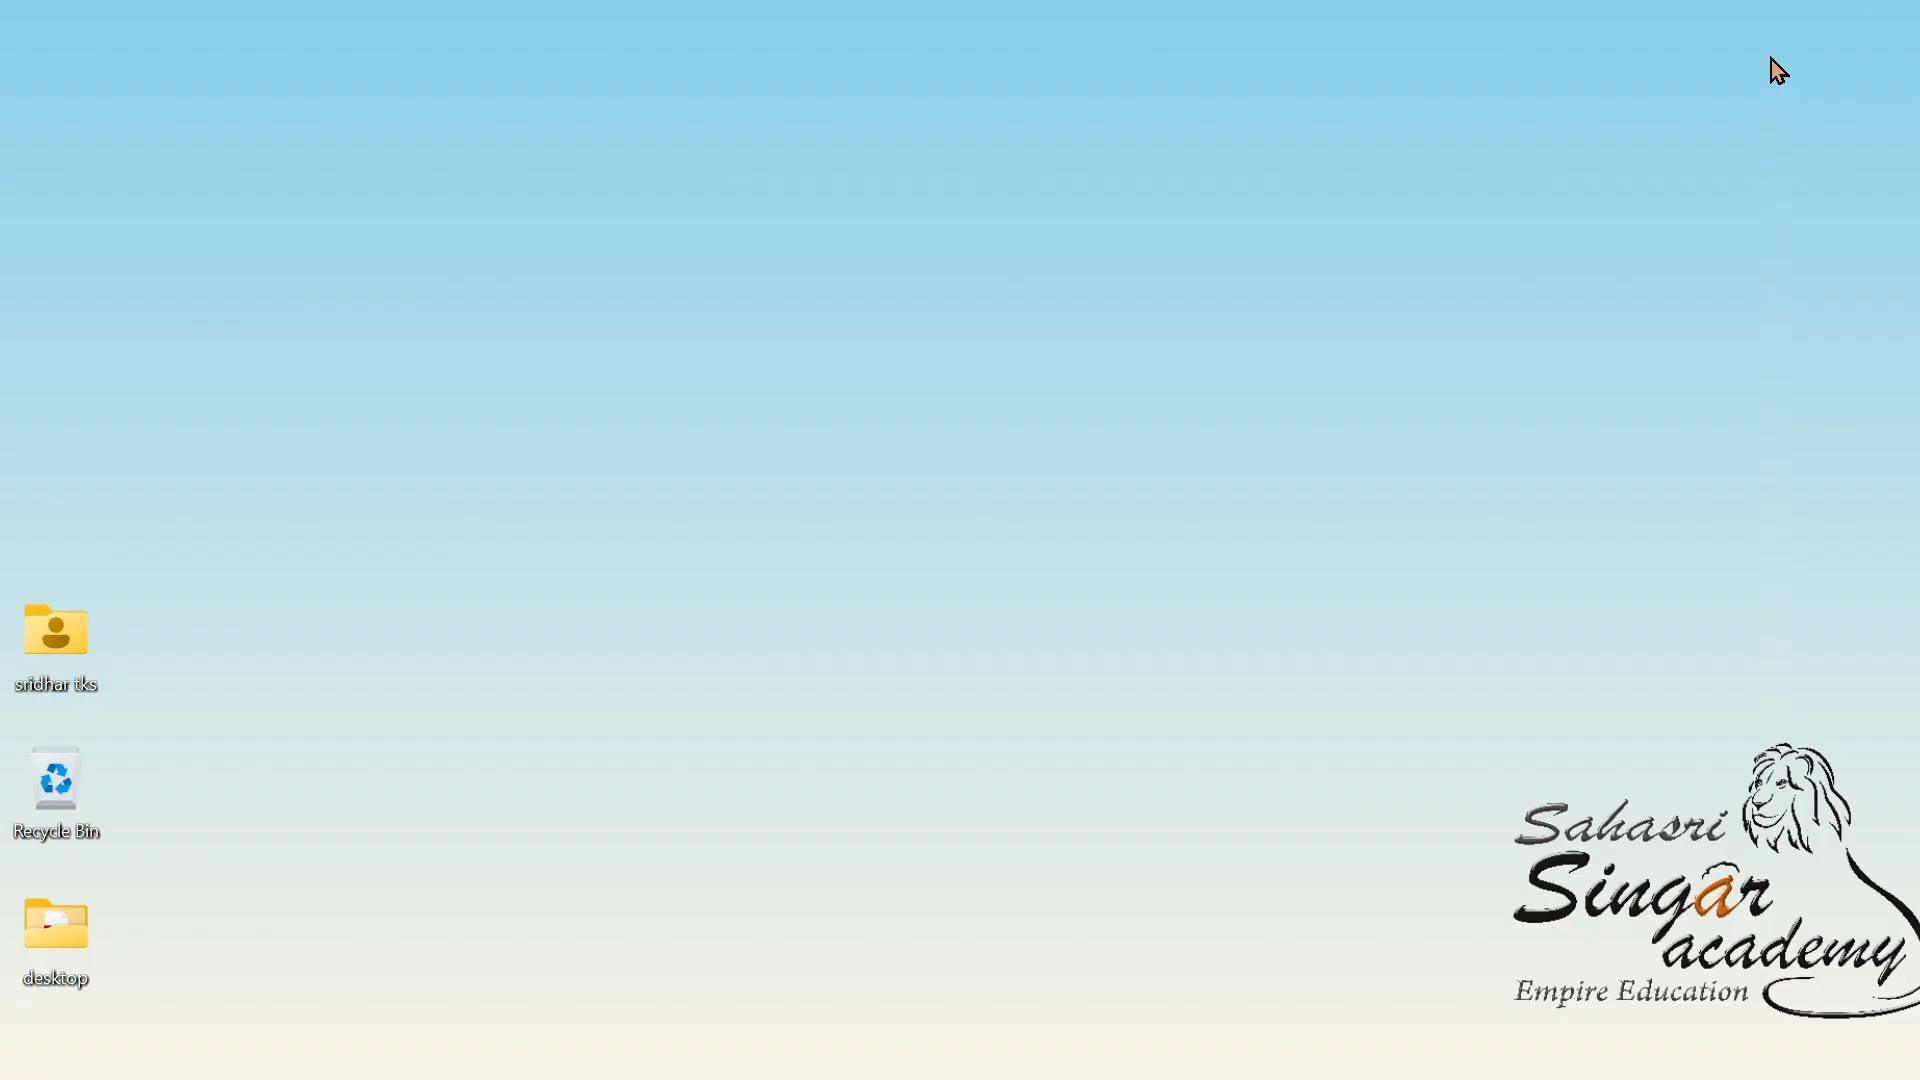 sridhar tks
Recycle Bin
desktop
Sahasri
Singar
academy
Empire Education